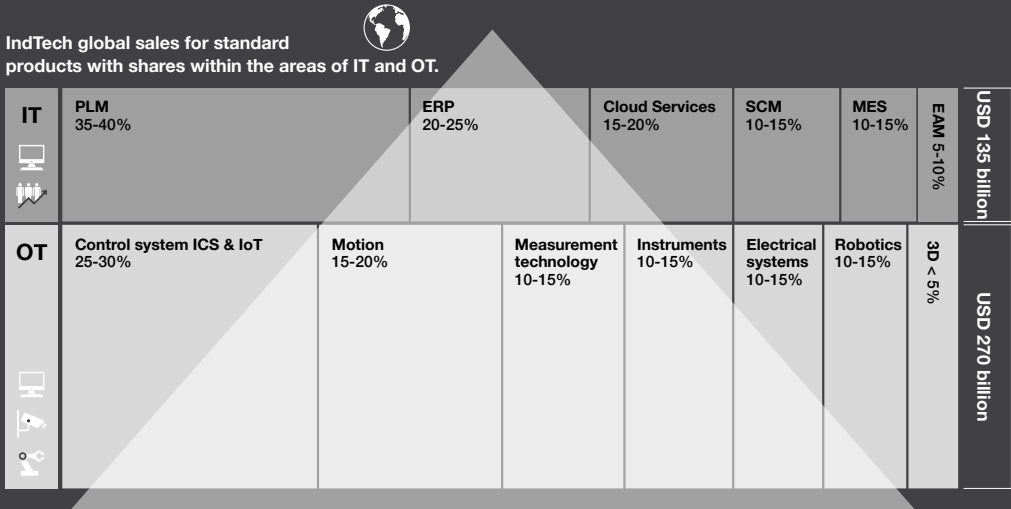 IndTech global sales for standard
products with shares within the areas of IT and OT.
IT
PLM
35-40%
ERP
20-25%
Cloud Services
15-20%
SCM
10-15%
MES
10-15%
EAM 5-10%
USD 135 billion
OT
Control system ICS & IoT
25-30%
Motion
15-20%
Measurement
technology
10-15%
Instruments
10-15%
Electrical
systems
10-15%
Robotics
10-15%
3D < 5%
USD 270 billion